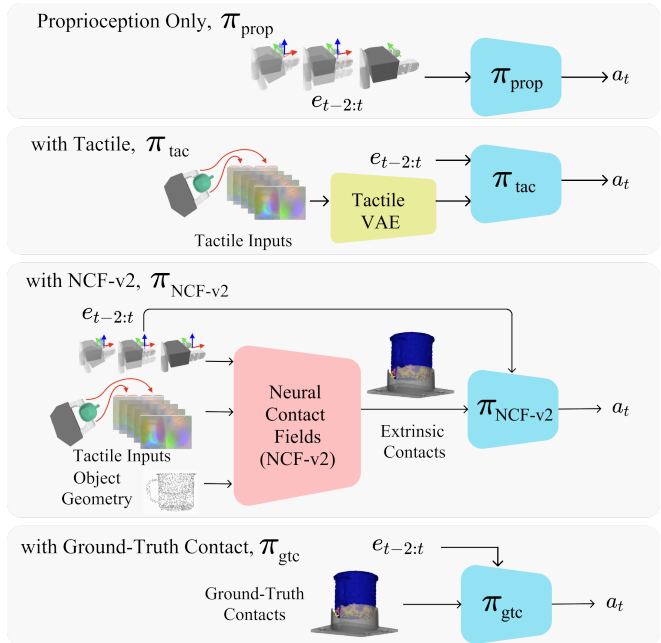 Proprioception Only, π_prop
e_{t−2:t}
π_prop
a_t
with Tactile, π_tac
Tactile Inputs
Tactile
VAE
e_{t−2:t}
π_tac
a_t
with NCF-v2, π_NCF-v2
e_{t−2:t}
Tactile Inputs
Object
Geometry
Neural
Contact
Fields
(NCF-v2)
Extrinsic
Contacts
π_NCF-v2
a_t
with Ground-Truth Contact, π_gtc
e_{t−2:t}
Ground-Truth
Contacts
π_gtc
a_t